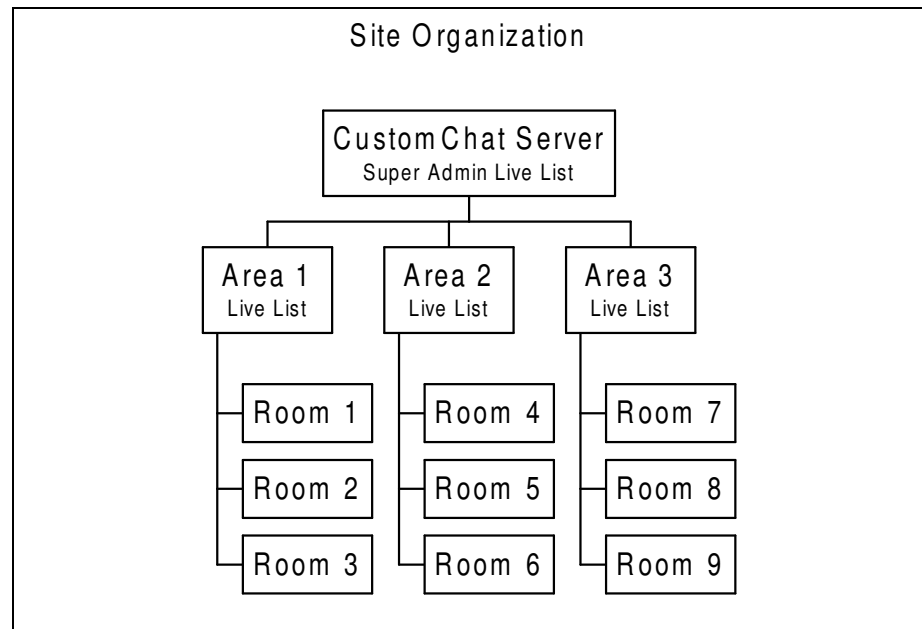 Site Organization
Custom Chat Server
Super Admin Live List
Area 1
Live List
Area 2
Live List
Area 3
Live List
Room 1
Room 4
Room 7
Room 2
Room 5
Room 8
Room 3
Room 6
Room 9